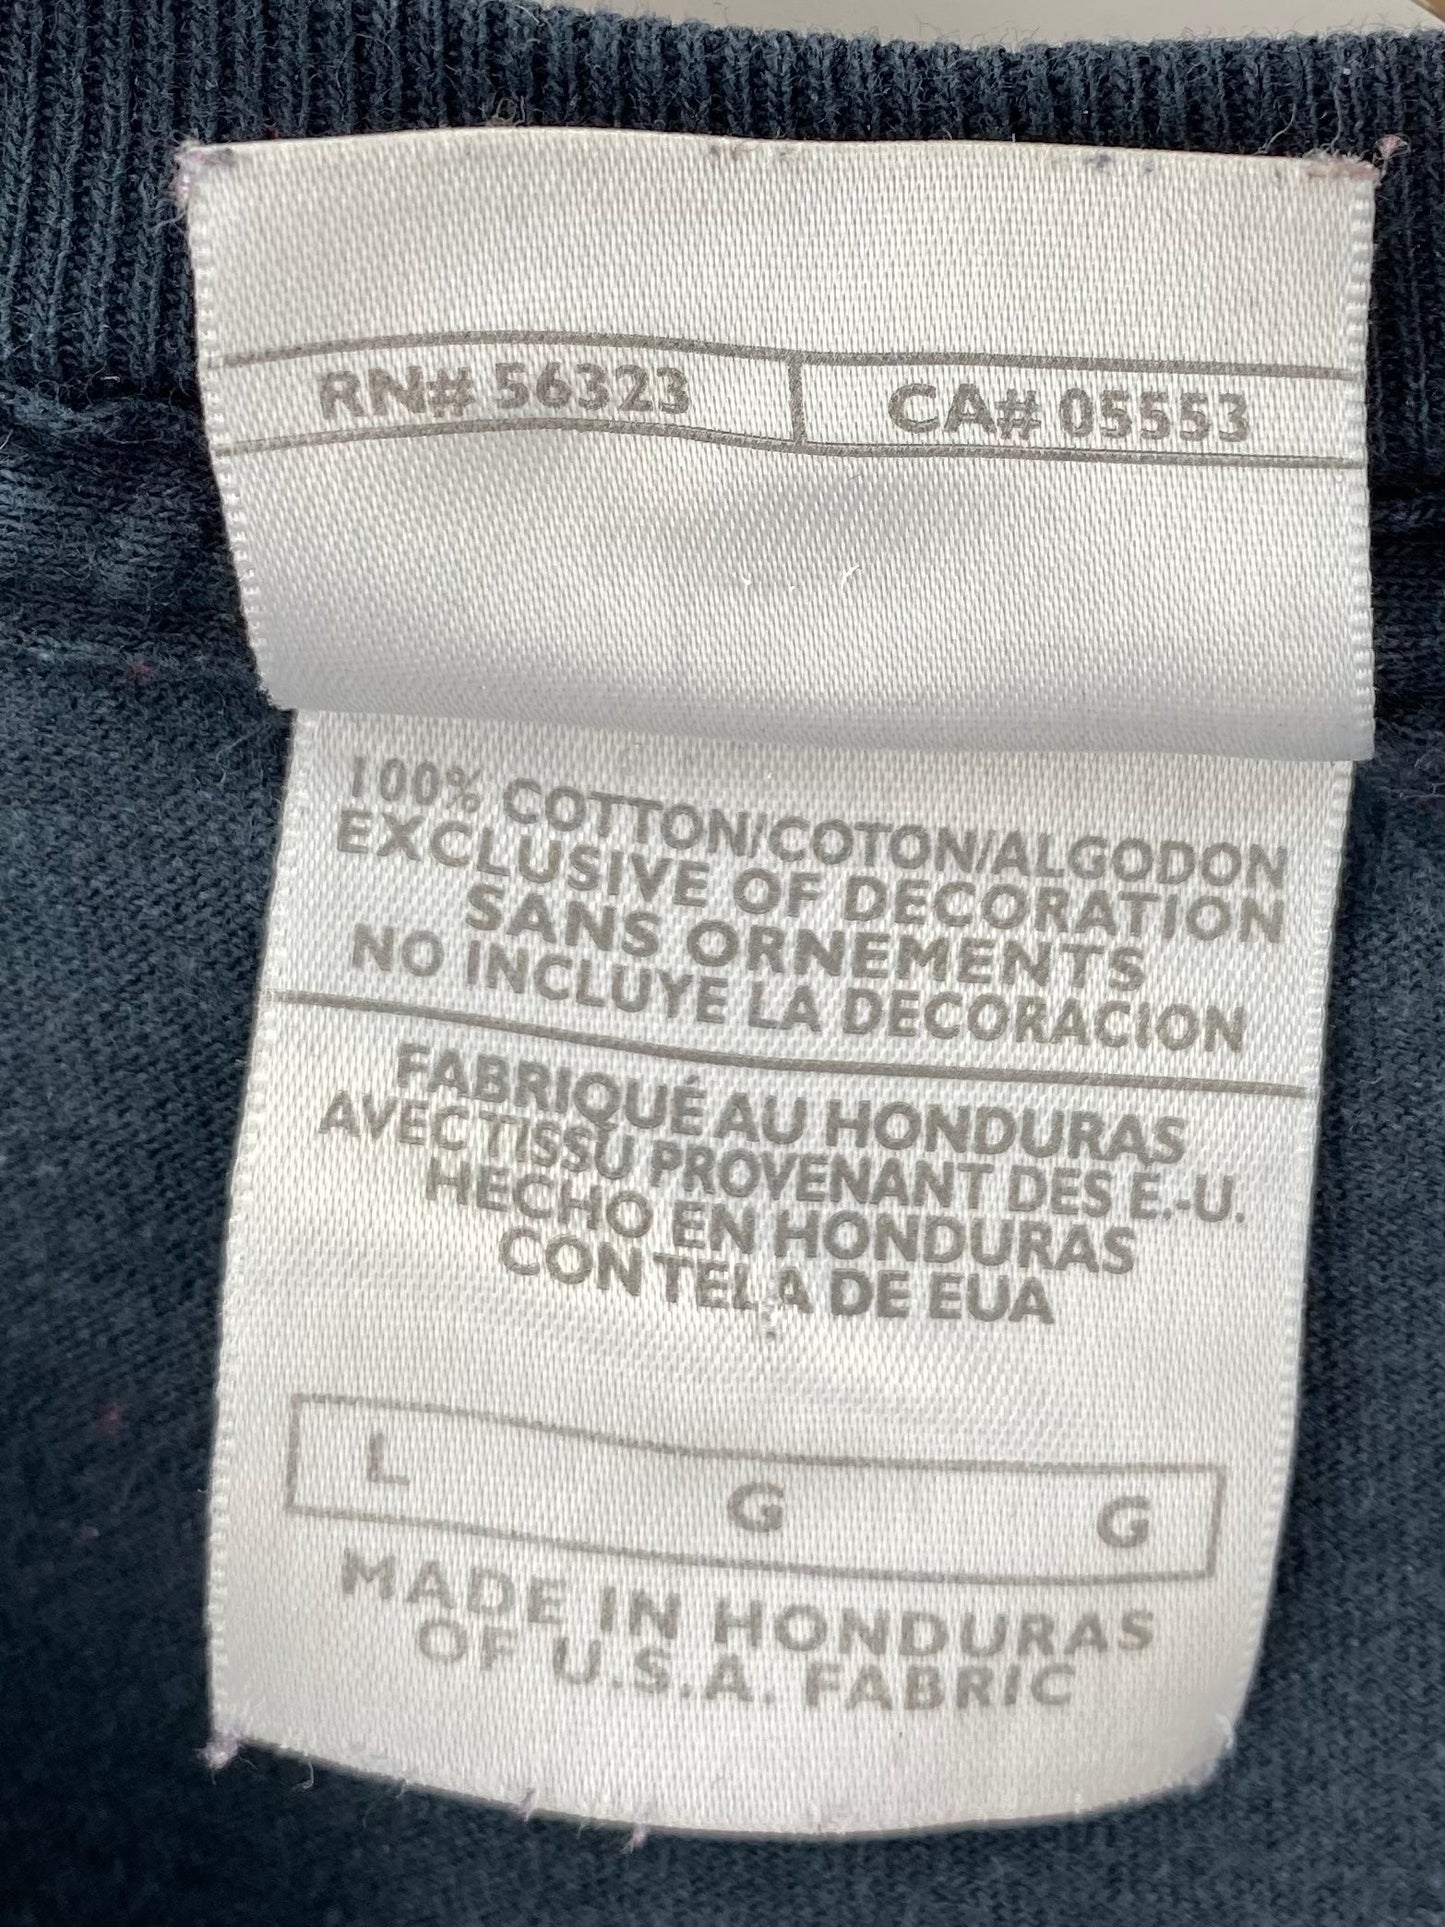 RN# 56323 CA# 05553
100% COTTON/COTON/ALGODON
EXCLUSIVE OF DECORATION
SANS ORNEMENTS
NO INCLUYE LA DECORACION
FABRIQUÉ AU HONDURAS
AVEC TISSU PROVENANT DES E.-U.
HECHO EN HONDURAS
CON TELA DE EUA
L G G
MADE IN HONDURAS
OF U.S.A. FABRIC